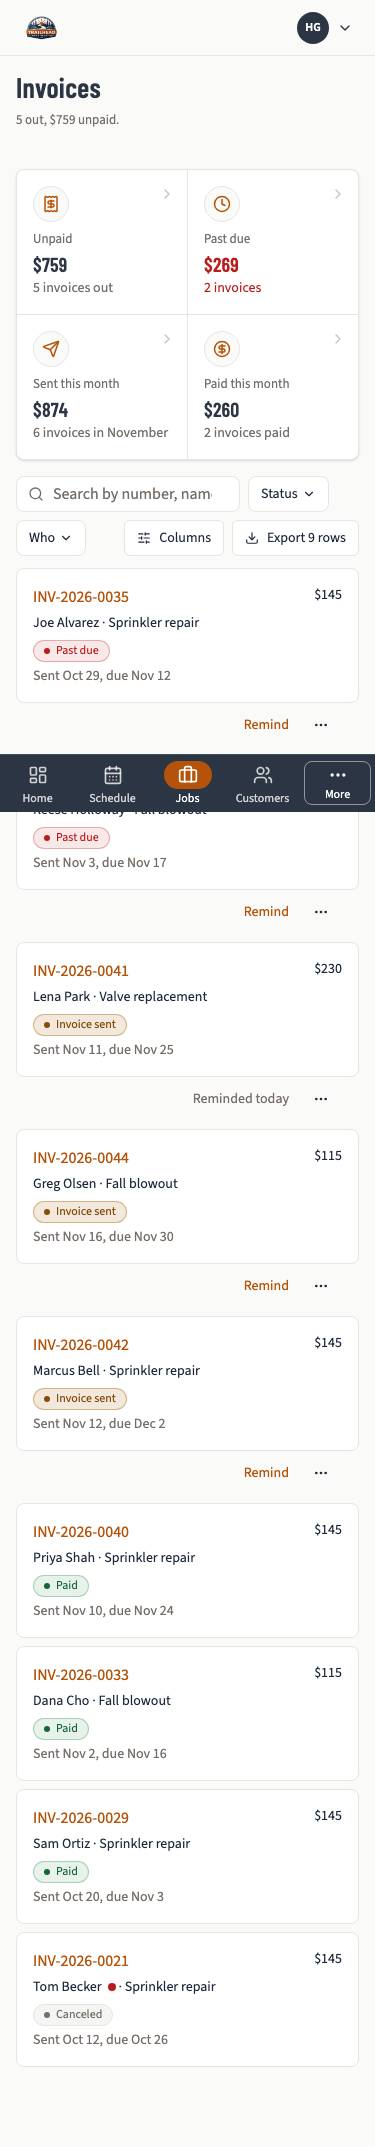 TRAILHEAD
HG
Invoices
5 out, $759 unpaid.
Unpaid
$759
5 invoices out
Past due
$269
2 invoices
Sent this month
$874
6 invoices in November
Paid this month
$260
2 invoices paid
Search by number, nam
Status
Who
Columns
Export 9 rows
INV-2026-0035
$145
Joe Alvarez · Sprinkler repair
Past due
Sent Oct 29, due Nov 12
Remind
Home
Schedule
Jobs
Customers
More
Reese Holloway · Fall blowout
Past due
Sent Nov 3, due Nov 17
Remind
INV-2026-0041
$230
Lena Park · Valve replacement
Invoice sent
Sent Nov 11, due Nov 25
Reminded today
INV-2026-0044
$115
Greg Olsen · Fall blowout
Invoice sent
Sent Nov 16, due Nov 30
Remind
INV-2026-0042
$145
Marcus Bell · Sprinkler repair
Invoice sent
Sent Nov 12, due Dec 2
Remind
INV-2026-0040
$145
Priya Shah · Sprinkler repair
Paid
Sent Nov 10, due Nov 24
INV-2026-0033
$115
Dana Cho · Fall blowout
Paid
Sent Nov 2, due Nov 16
INV-2026-0029
$145
Sam Ortiz · Sprinkler repair
Paid
Sent Oct 20, due Nov 3
INV-2026-0021
$145
Tom Becker · Sprinkler repair
Canceled
Sent Oct 12, due Oct 26